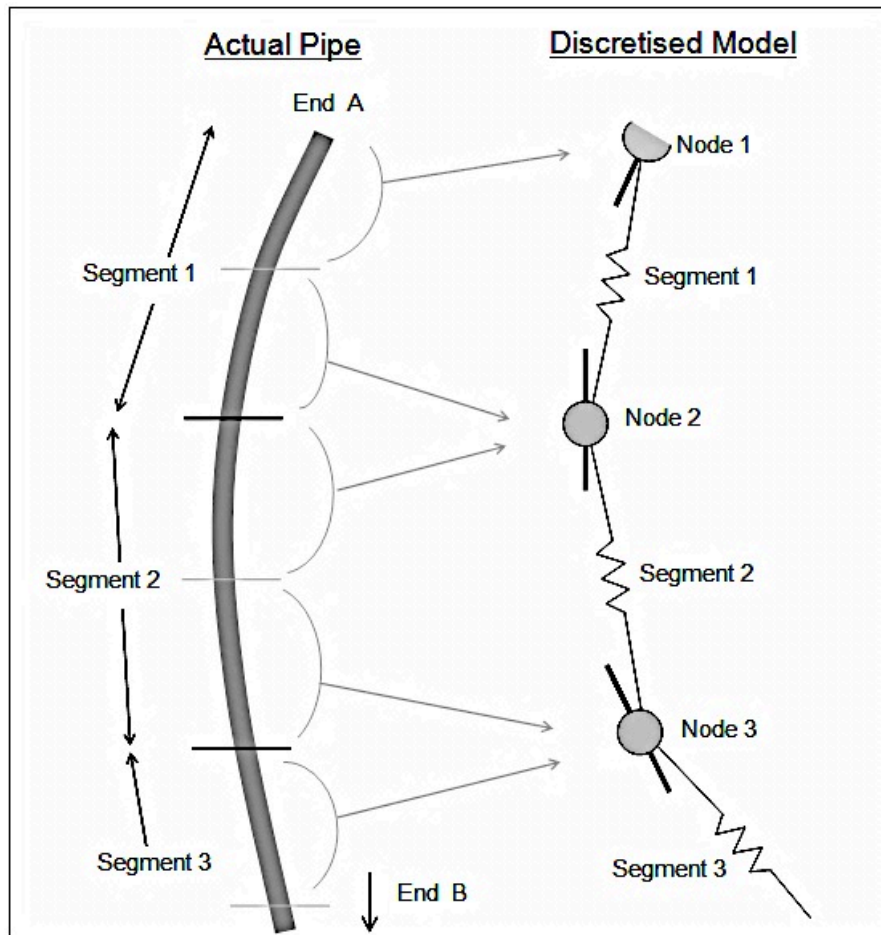 Actual Pipe
Discretised Model
End A
Node 1
Segment 1
Segment 1
Node 2
Segment 2
Segment 2
Node 3
Segment 3
Segment 3
End B